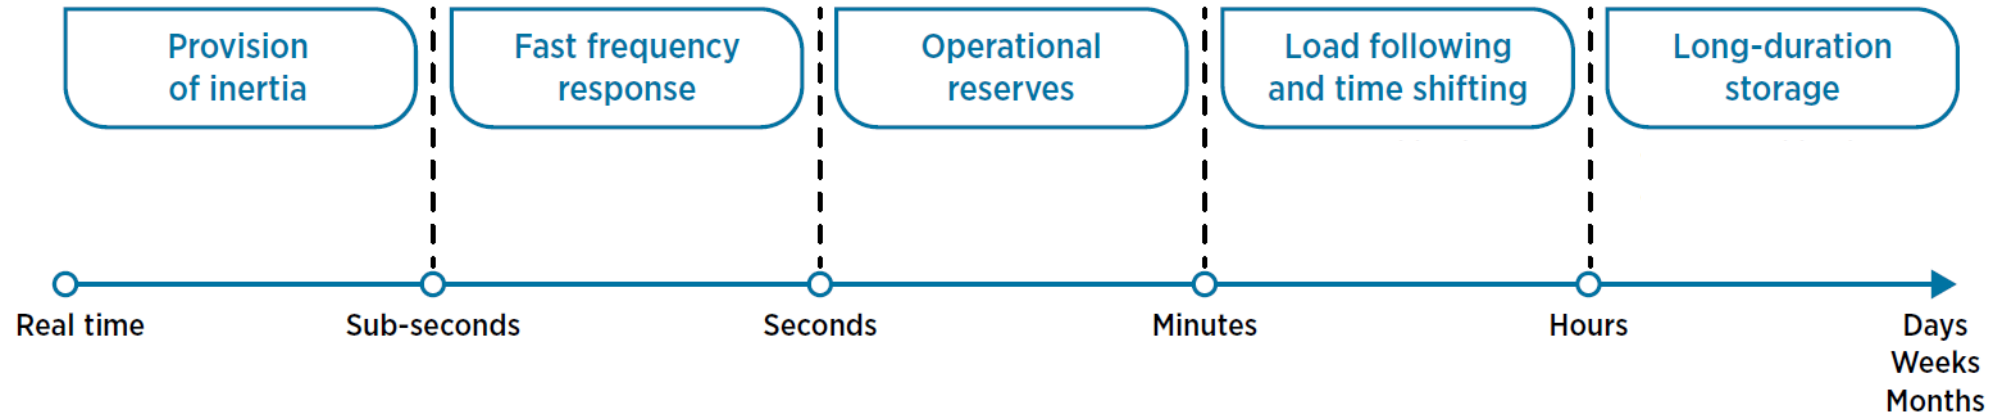 Provision
of inertia
Fast frequency
response
Operational
reserves
Load following
and time shifting
Long-duration
storage
Real time
Sub-seconds
Seconds
Minutes
Hours
Days
Weeks
Months